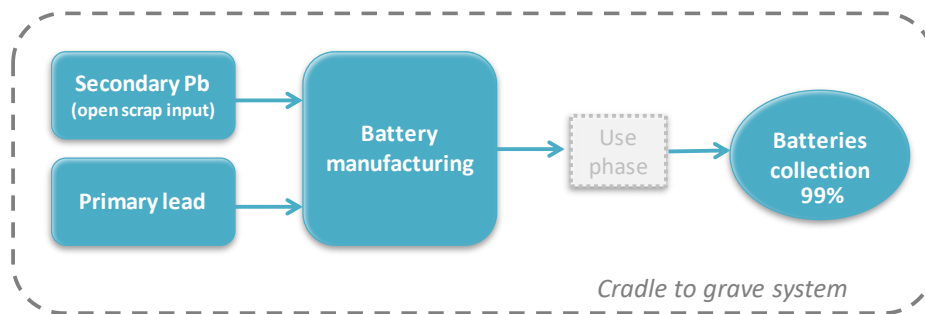 Secondary Pb
(open scrap input)
Primary lead
Battery
manufacturing
Use
phase
Batteries
collection
99%
Cradle to grave system